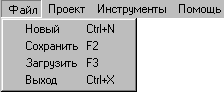 Файл Проект Инструменты Помощь
Новый Ctrl+N
Сохранить F2
Загрузить F3
Выход Ctrl+X